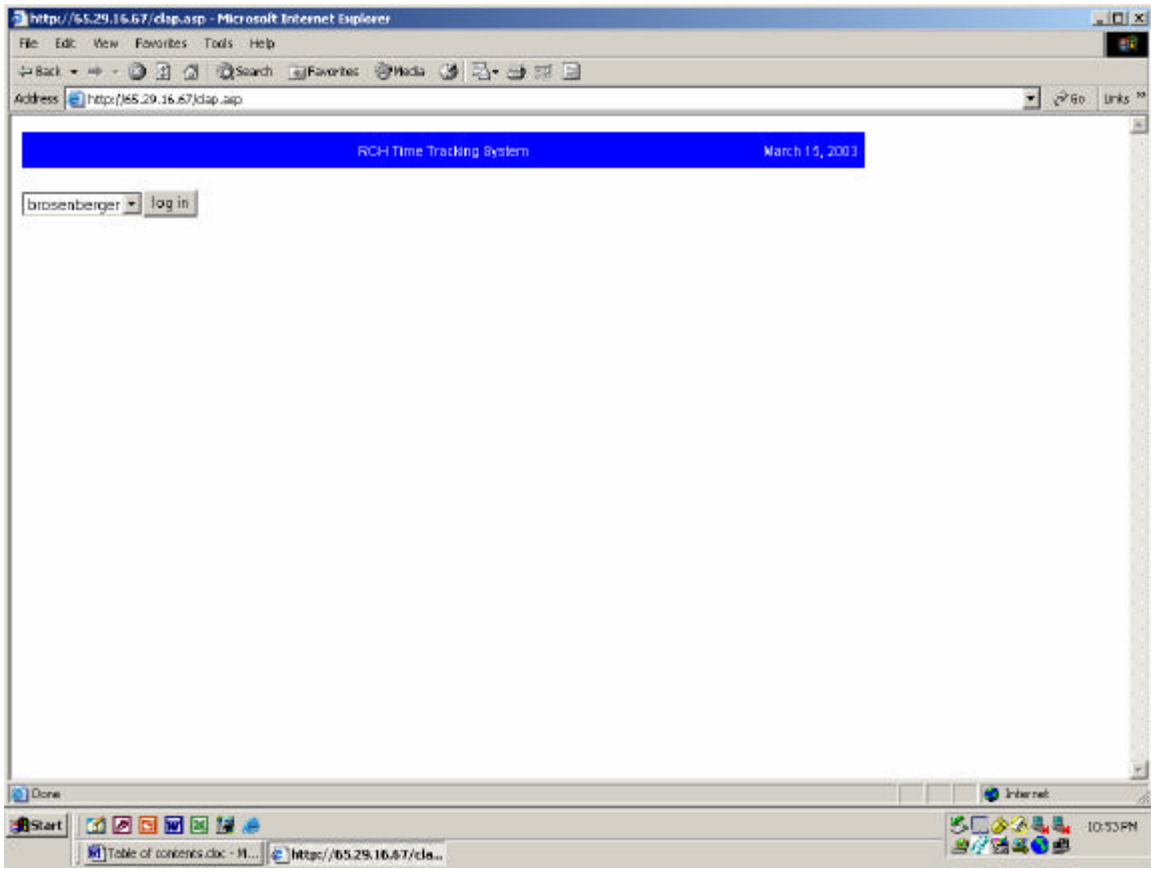 http://65.29.16.67/clap.asp - Microsoft Internet Explorer
File Edit View Favorites Tools Help
Back Search Favorites Media
Address http://65.29.16.67/clap.asp Go Links »
RCH Time Tracking System March 15, 2003
brosenberger log in
Done Internet
Start 10:53 PM
Table of contents.doc - M... http://65.29.16.67/cla...